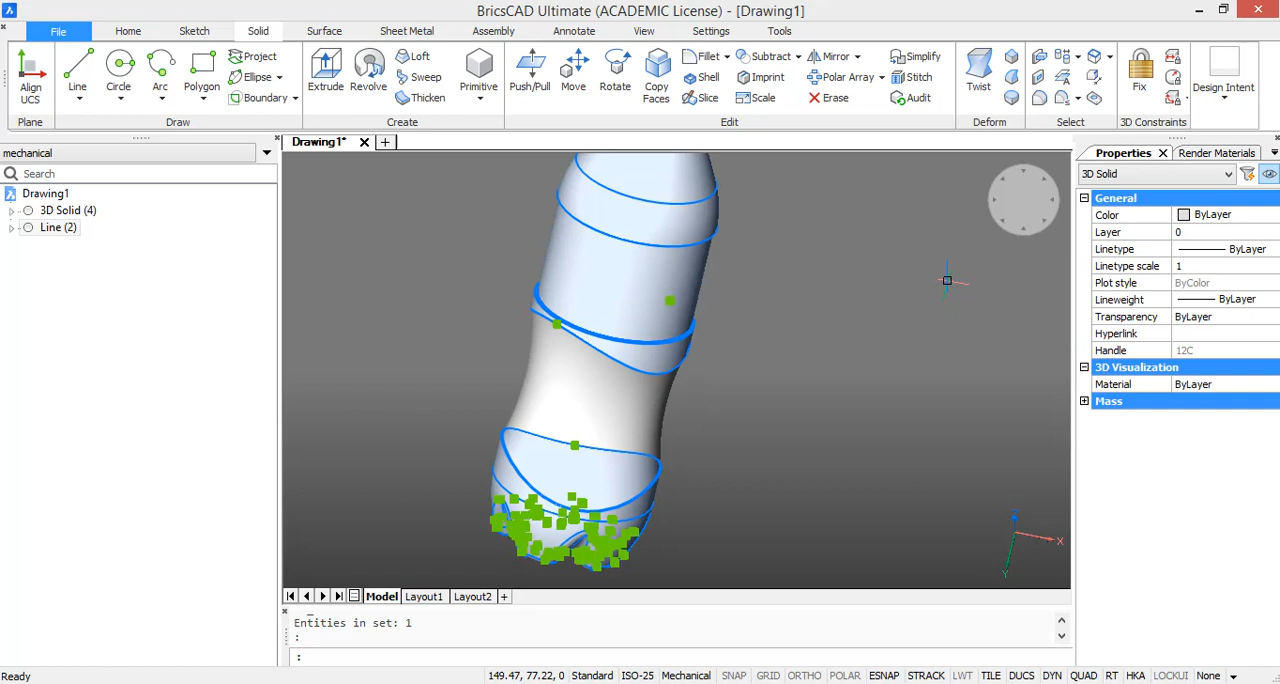 BricsCAD Ultimate (ACADEMIC License) - [Drawing1]
File Home Sketch Solid Surface Sheet Metal Assembly Annotate View Settings Tools
Align UCS
Line
Circle
Arc
Polygon
Project
Ellipse
Boundary
Extrude
Revolve
Loft
Sweep
Thicken
Primitive
Push/Pull
Move
Rotate
Copy Faces
Fillet
Shell
Slice
Subtract
Imprint
Scale
Mirror
Polar Array
Erase
Simplify
Stitch
Audit
Twist
Fix
Design Intent
Plane Draw Create Edit Deform Select 3D Constraints
mechanical
Search
Drawing1
3D Solid (4)
Line (2)
Drawing1*
Z
X
Y
Model Layout1 Layout2
Entities in set: 1
:
:
Properties Render Materials
3D Solid
General
Color ByLayer
Layer 0
Linetype ByLayer
Linetype scale 1
Plot style ByColor
Lineweight ByLayer
Transparency ByLayer
Hyperlink
Handle 12C
3D Visualization
Material ByLayer
Mass
Ready 149.47, 77.22, 0 Standard ISO-25 Mechanical SNAP GRID ORTHO POLAR ESNAP STRACK LWT TILE DUCS DYN QUAD RT HKA LOCKUI None